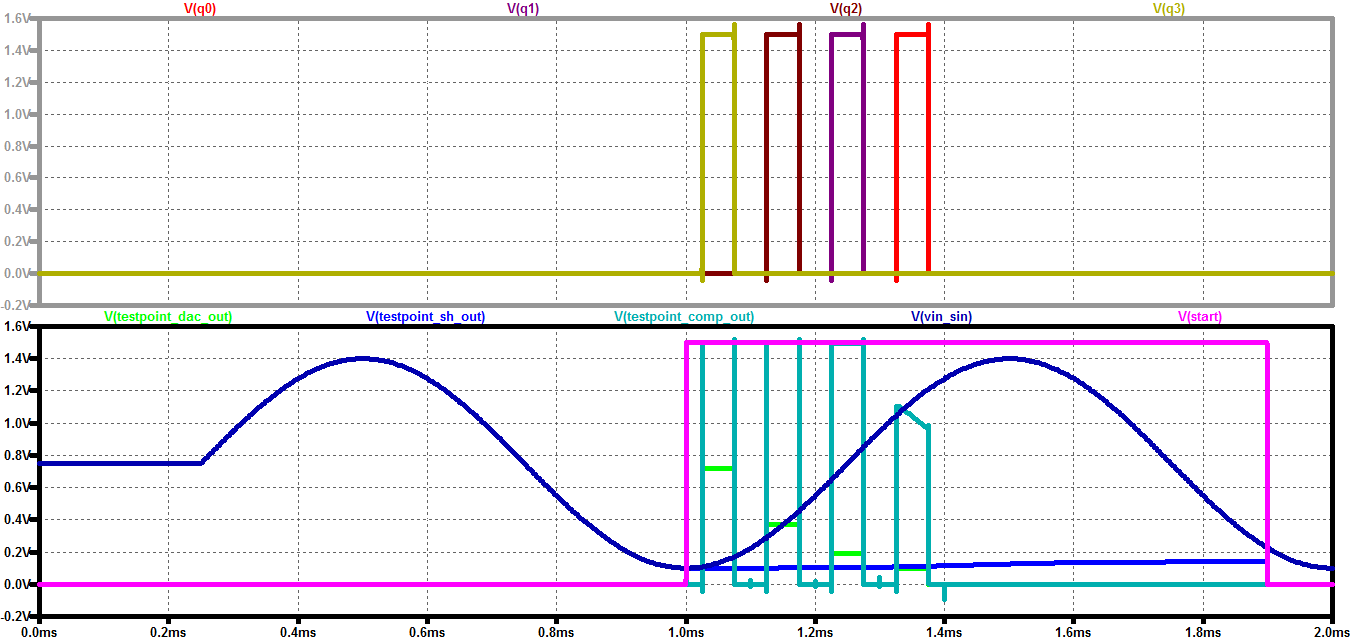 V(q0) V(q1) V(q2) V(q3)
1.6V
1.4V
1.2V
1.0V
0.8V
0.6V
0.4V
0.2V
0.0V
-0.2V
V(testpoint_dac_out) V(testpoint_sh_out) V(testpoint_comp_out) V(vin_sin) V(start)
1.6V
1.4V
1.2V
1.0V
0.8V
0.6V
0.4V
0.2V
0.0V
-0.2V
0.0ms 0.2ms 0.4ms 0.6ms 0.8ms 1.0ms 1.2ms 1.4ms 1.6ms 1.8ms 2.0ms